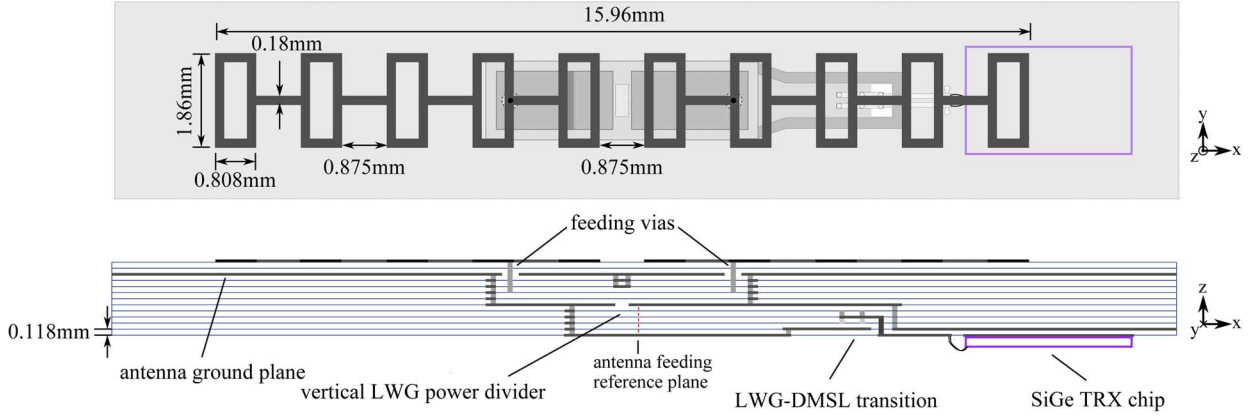 15.96mm
0.18mm
1.86mm
0.875mm
0.875mm
0.808mm
y
z
x
feeding vias
z
y
x
0.118mm
antenna ground plane
vertical LWG power divider
antenna feeding
reference plane
LWG-DMSL transition
SiGe TRX chip